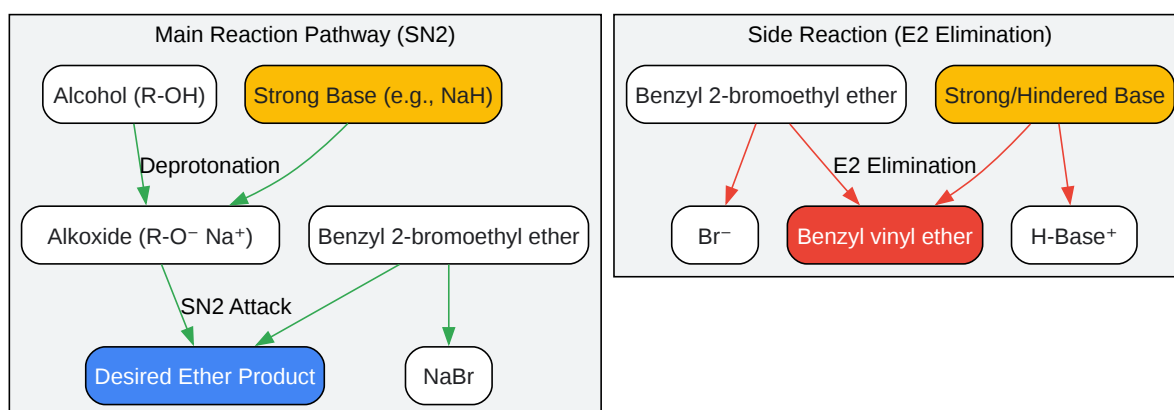 Main Reaction Pathway (SN2)
Alcohol (R-OH)
Strong Base (e.g., NaH)
Deprotonation
Alkoxide (R-O⁻ Na⁺)
Benzyl 2-bromoethyl ether
SN2 Attack
Desired Ether Product
NaBr
Side Reaction (E2 Elimination)
Benzyl 2-bromoethyl ether
Strong/Hindered Base
E2 Elimination
Br⁻
Benzyl vinyl ether
H-Base⁺